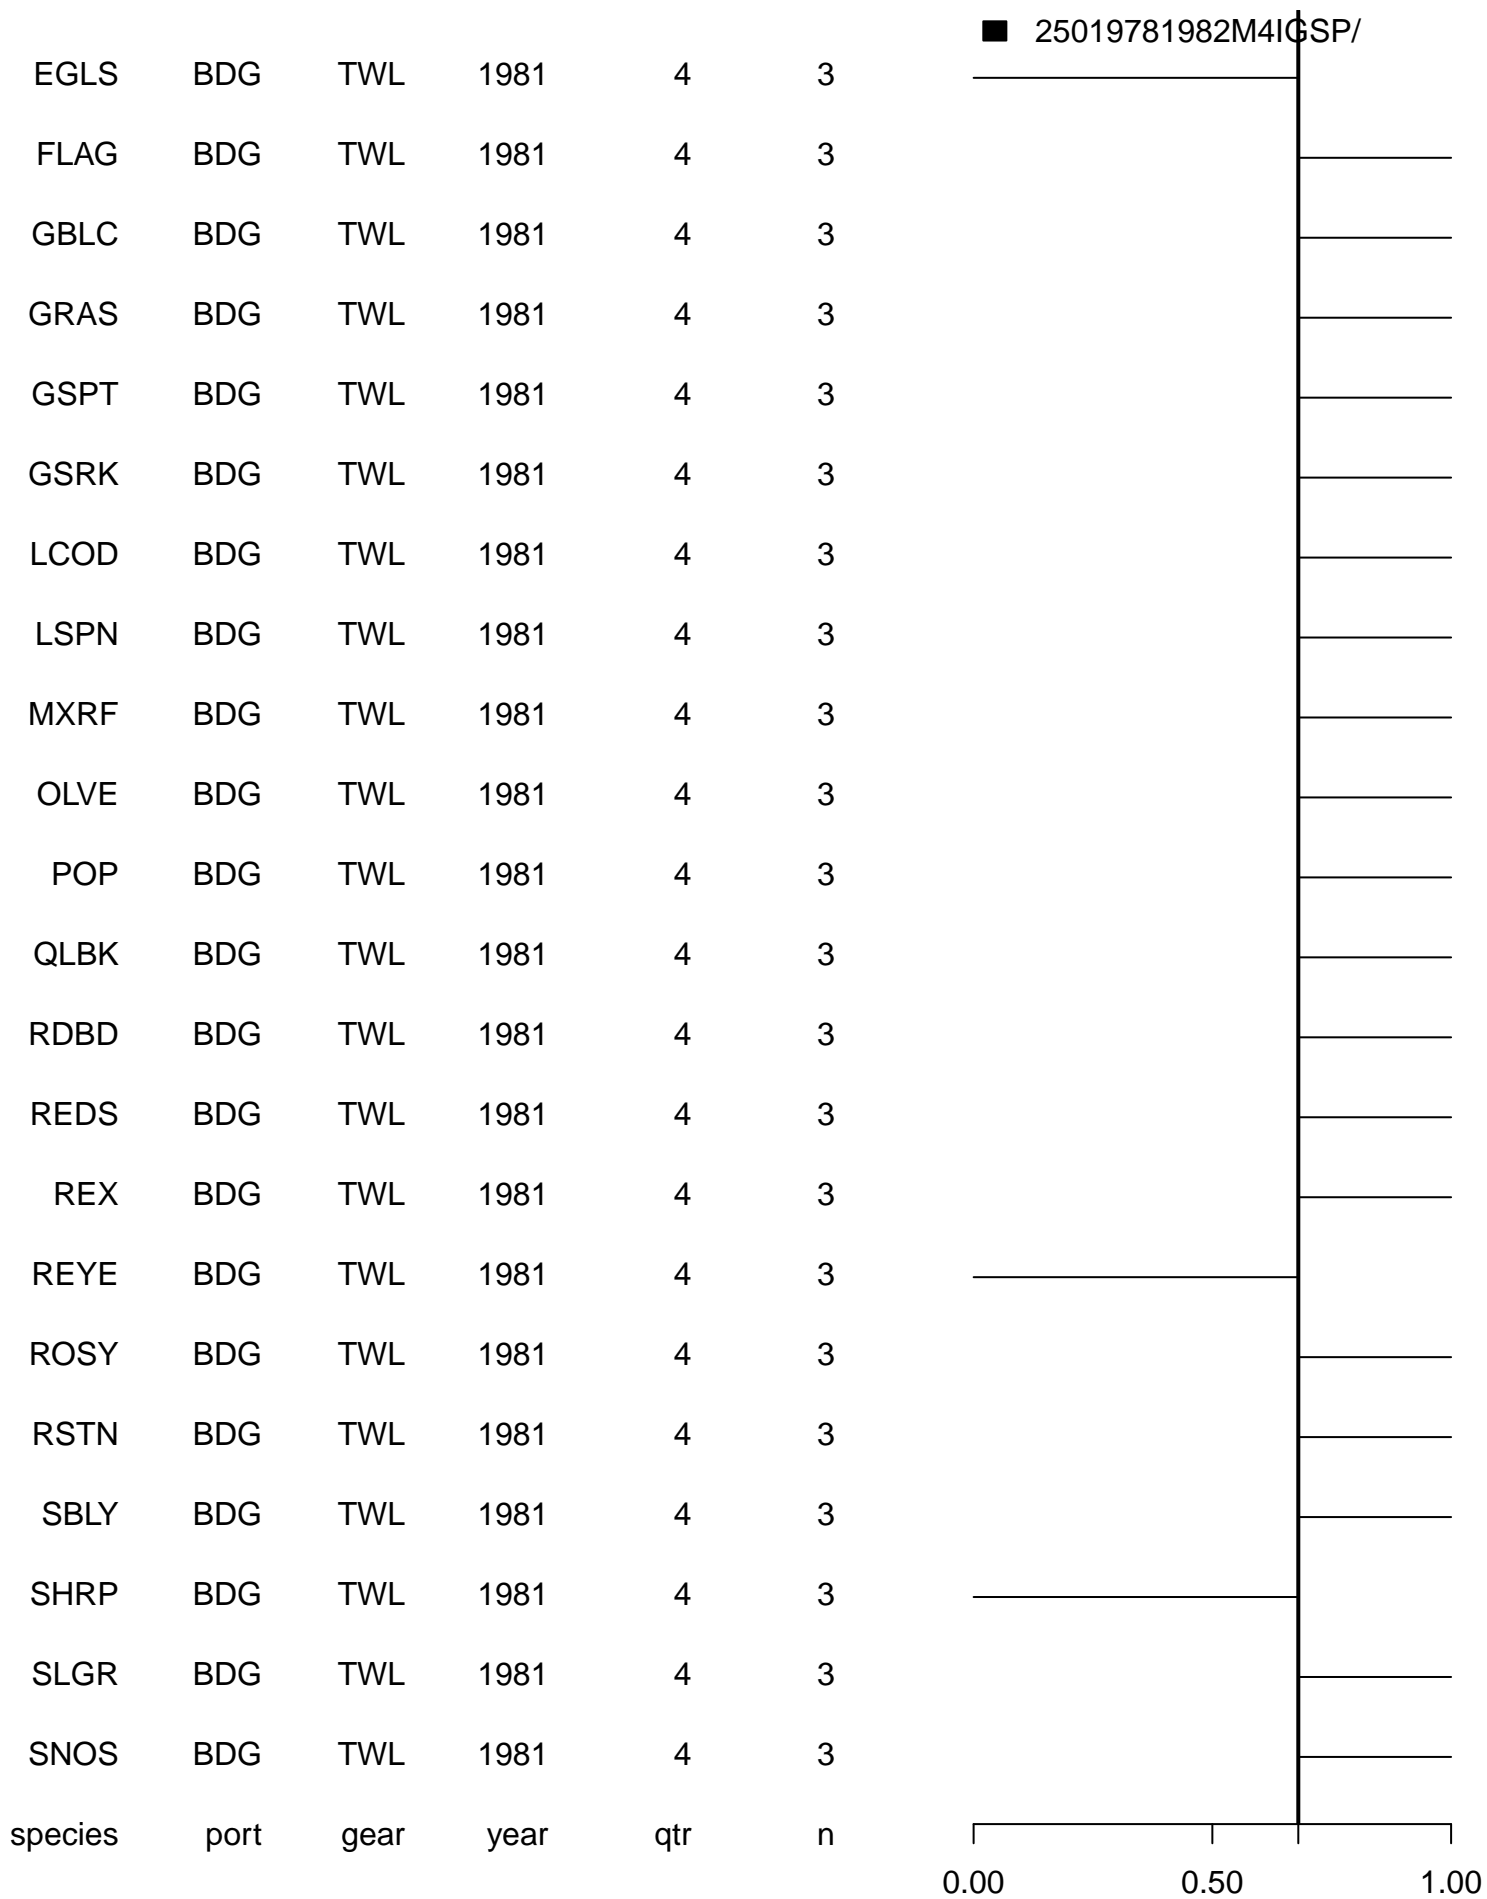 25019781982M4IGSP/
EGLS BDG TWL 1981 4 3
FLAG BDG TWL 1981 4 3
GBLC BDG TWL 1981 4 3
GRAS BDG TWL 1981 4 3
GSPT BDG TWL 1981 4 3
GSRK BDG TWL 1981 4 3
LCOD BDG TWL 1981 4 3
LSPN BDG TWL 1981 4 3
MXRF BDG TWL 1981 4 3
OLVE BDG TWL 1981 4 3
POP BDG TWL 1981 4 3
QLBK BDG TWL 1981 4 3
RDBD BDG TWL 1981 4 3
REDS BDG TWL 1981 4 3
REX BDG TWL 1981 4 3
REYE BDG TWL 1981 4 3
ROSY BDG TWL 1981 4 3
RSTN BDG TWL 1981 4 3
SBLY BDG TWL 1981 4 3
SHRP BDG TWL 1981 4 3
SLGR BDG TWL 1981 4 3
SNOS BDG TWL 1981 4 3
species port gear year qtr n
0.00 0.50 1.00